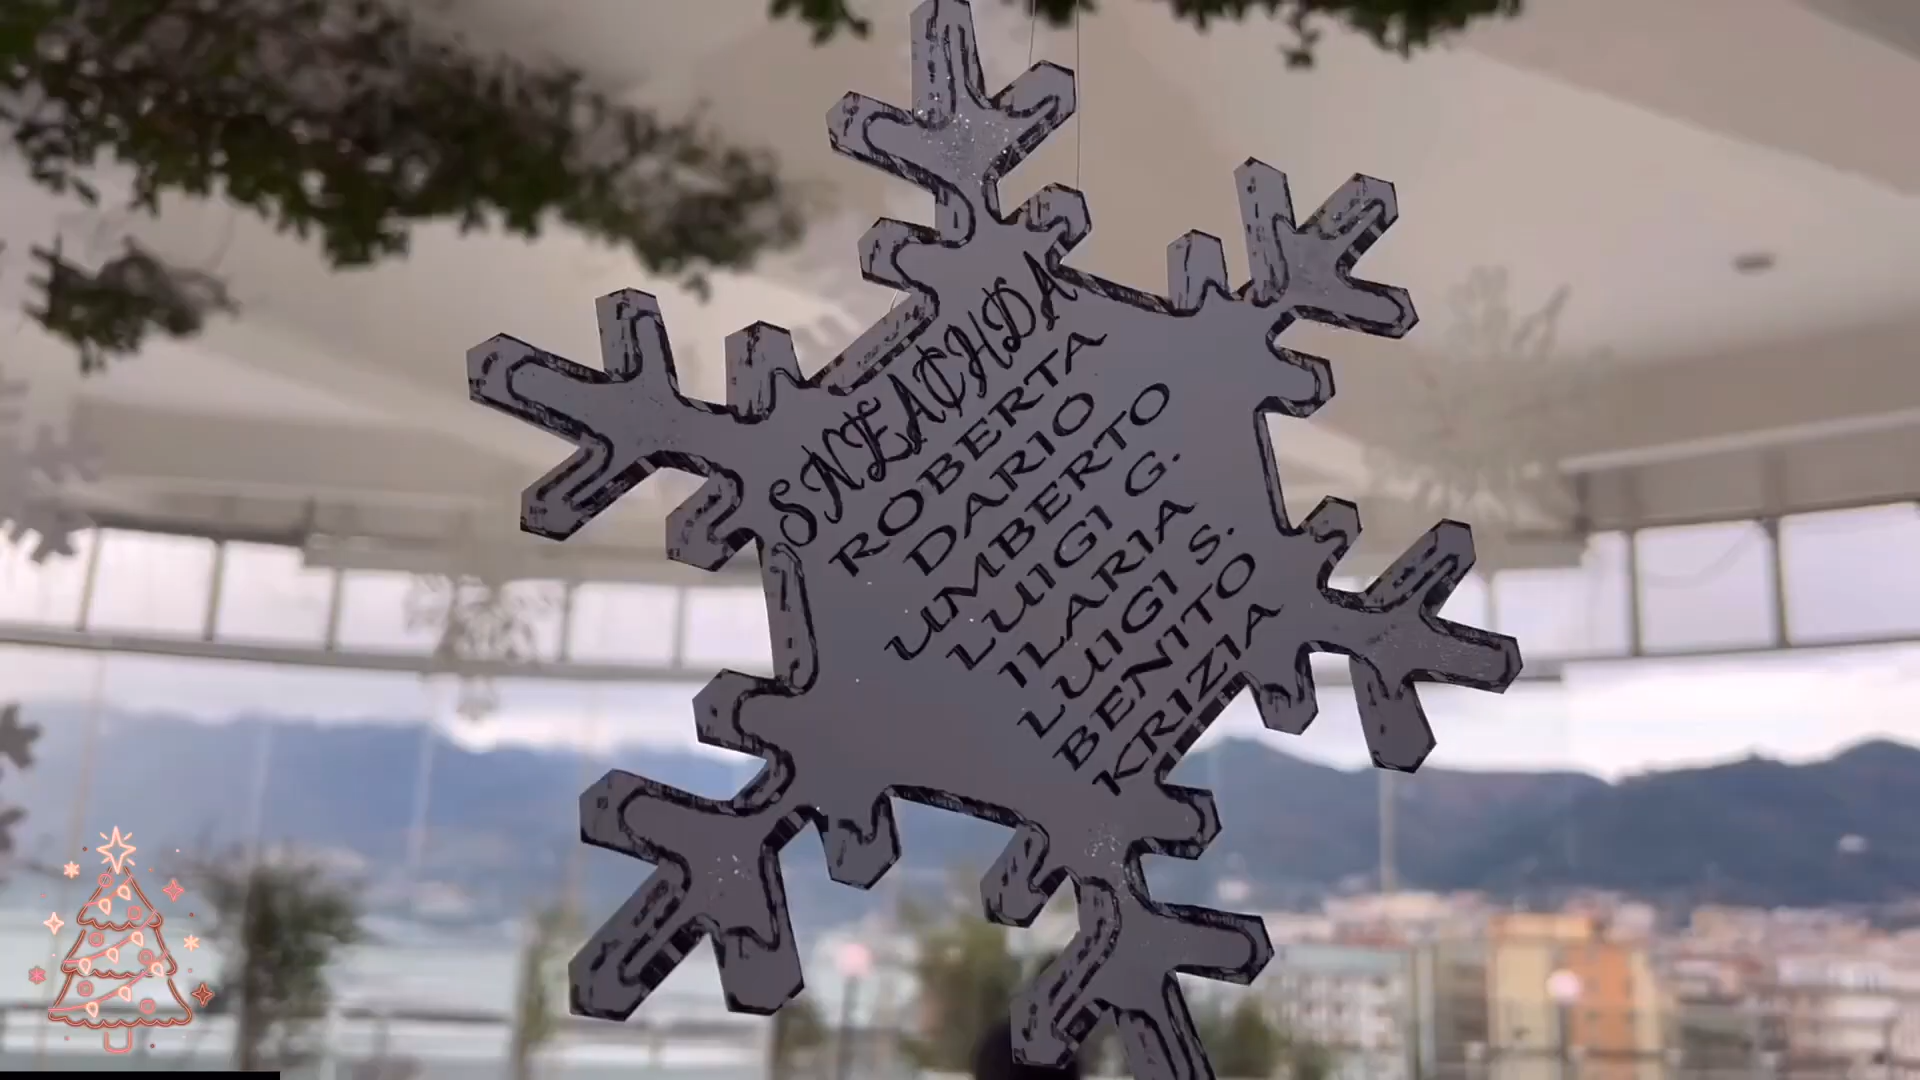 SNEACHDA
ROBERTA
DARIO
UMBERTO
LUIGI G.
ILARIA
LUIGI S.
BENITO
KRIZIA